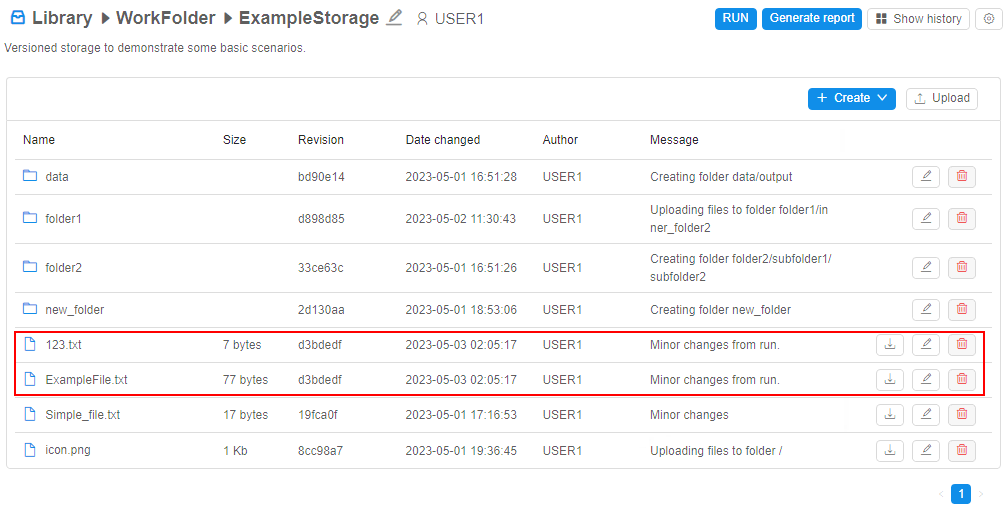 Library WorkFolder ExampleStorage USER1 RUN Generate report Show history
Versioned storage to demonstrate some basic scenarios.
Create Upload
Name Size Revision Date changed Author Message
data bd90e14 2023-05-01 16:51:28 USER1 Creating folder data/output
folder1 d898d85 2023-05-02 11:30:43 USER1 Uploading files to folder folder1/in
ner_folder2
folder2 33ce63c 2023-05-01 16:51:26 USER1 Creating folder folder2/subfolder1/
subfolder2
new_folder 2d130aa 2023-05-01 18:53:06 USER1 Creating folder new_folder
123.txt 7 bytes d3bdedf 2023-05-03 02:05:17 USER1 Minor changes from run.
ExampleFile.txt 77 bytes d3bdedf 2023-05-03 02:05:17 USER1 Minor changes from run.
Simple_file.txt 17 bytes 19fca0f 2023-05-01 17:16:53 USER1 Minor changes
icon.png 1 Kb 8cc98a7 2023-05-01 19:36:45 USER1 Uploading files to folder /
1